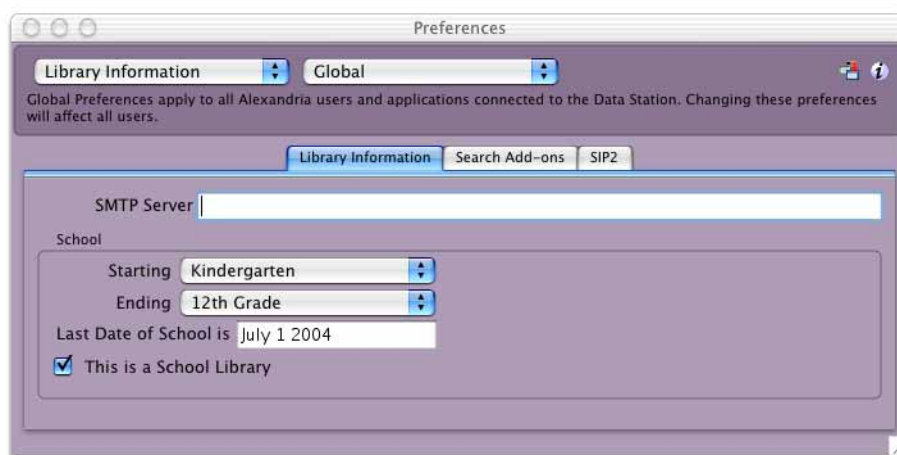 Preferences
Library Information Global
Global Preferences apply to all Alexandria users and applications connected to the Data Station. Changing these preferences
will affect all users.
Library Information Search Add-ons SIP2
SMTP Server
School
Starting Kindergarten
Ending 12th Grade
Last Date of School is July 1 2004
This is a School Library